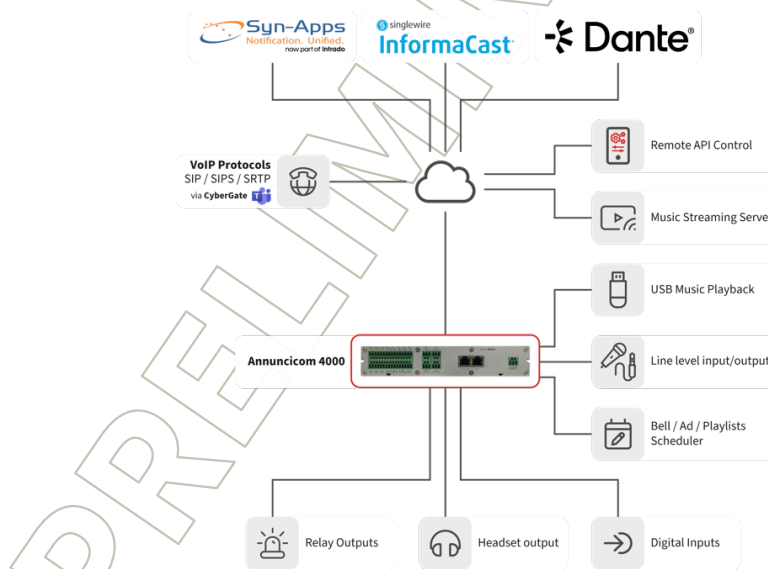 Syn-Apps
Notification. Unified.
now part of Intrado
singlewire
InformaCast
Dante®
VoIP Protocols
SIP / SIPS / SRTP
via CyberGate
Remote API Control
Music Streaming Serve
USB Music Playback
Annuncicom 4000
Line level input/output
Bell / Ad / Playlists
Scheduler
Relay Outputs
Headset output
Digital Inputs
PRELIMI